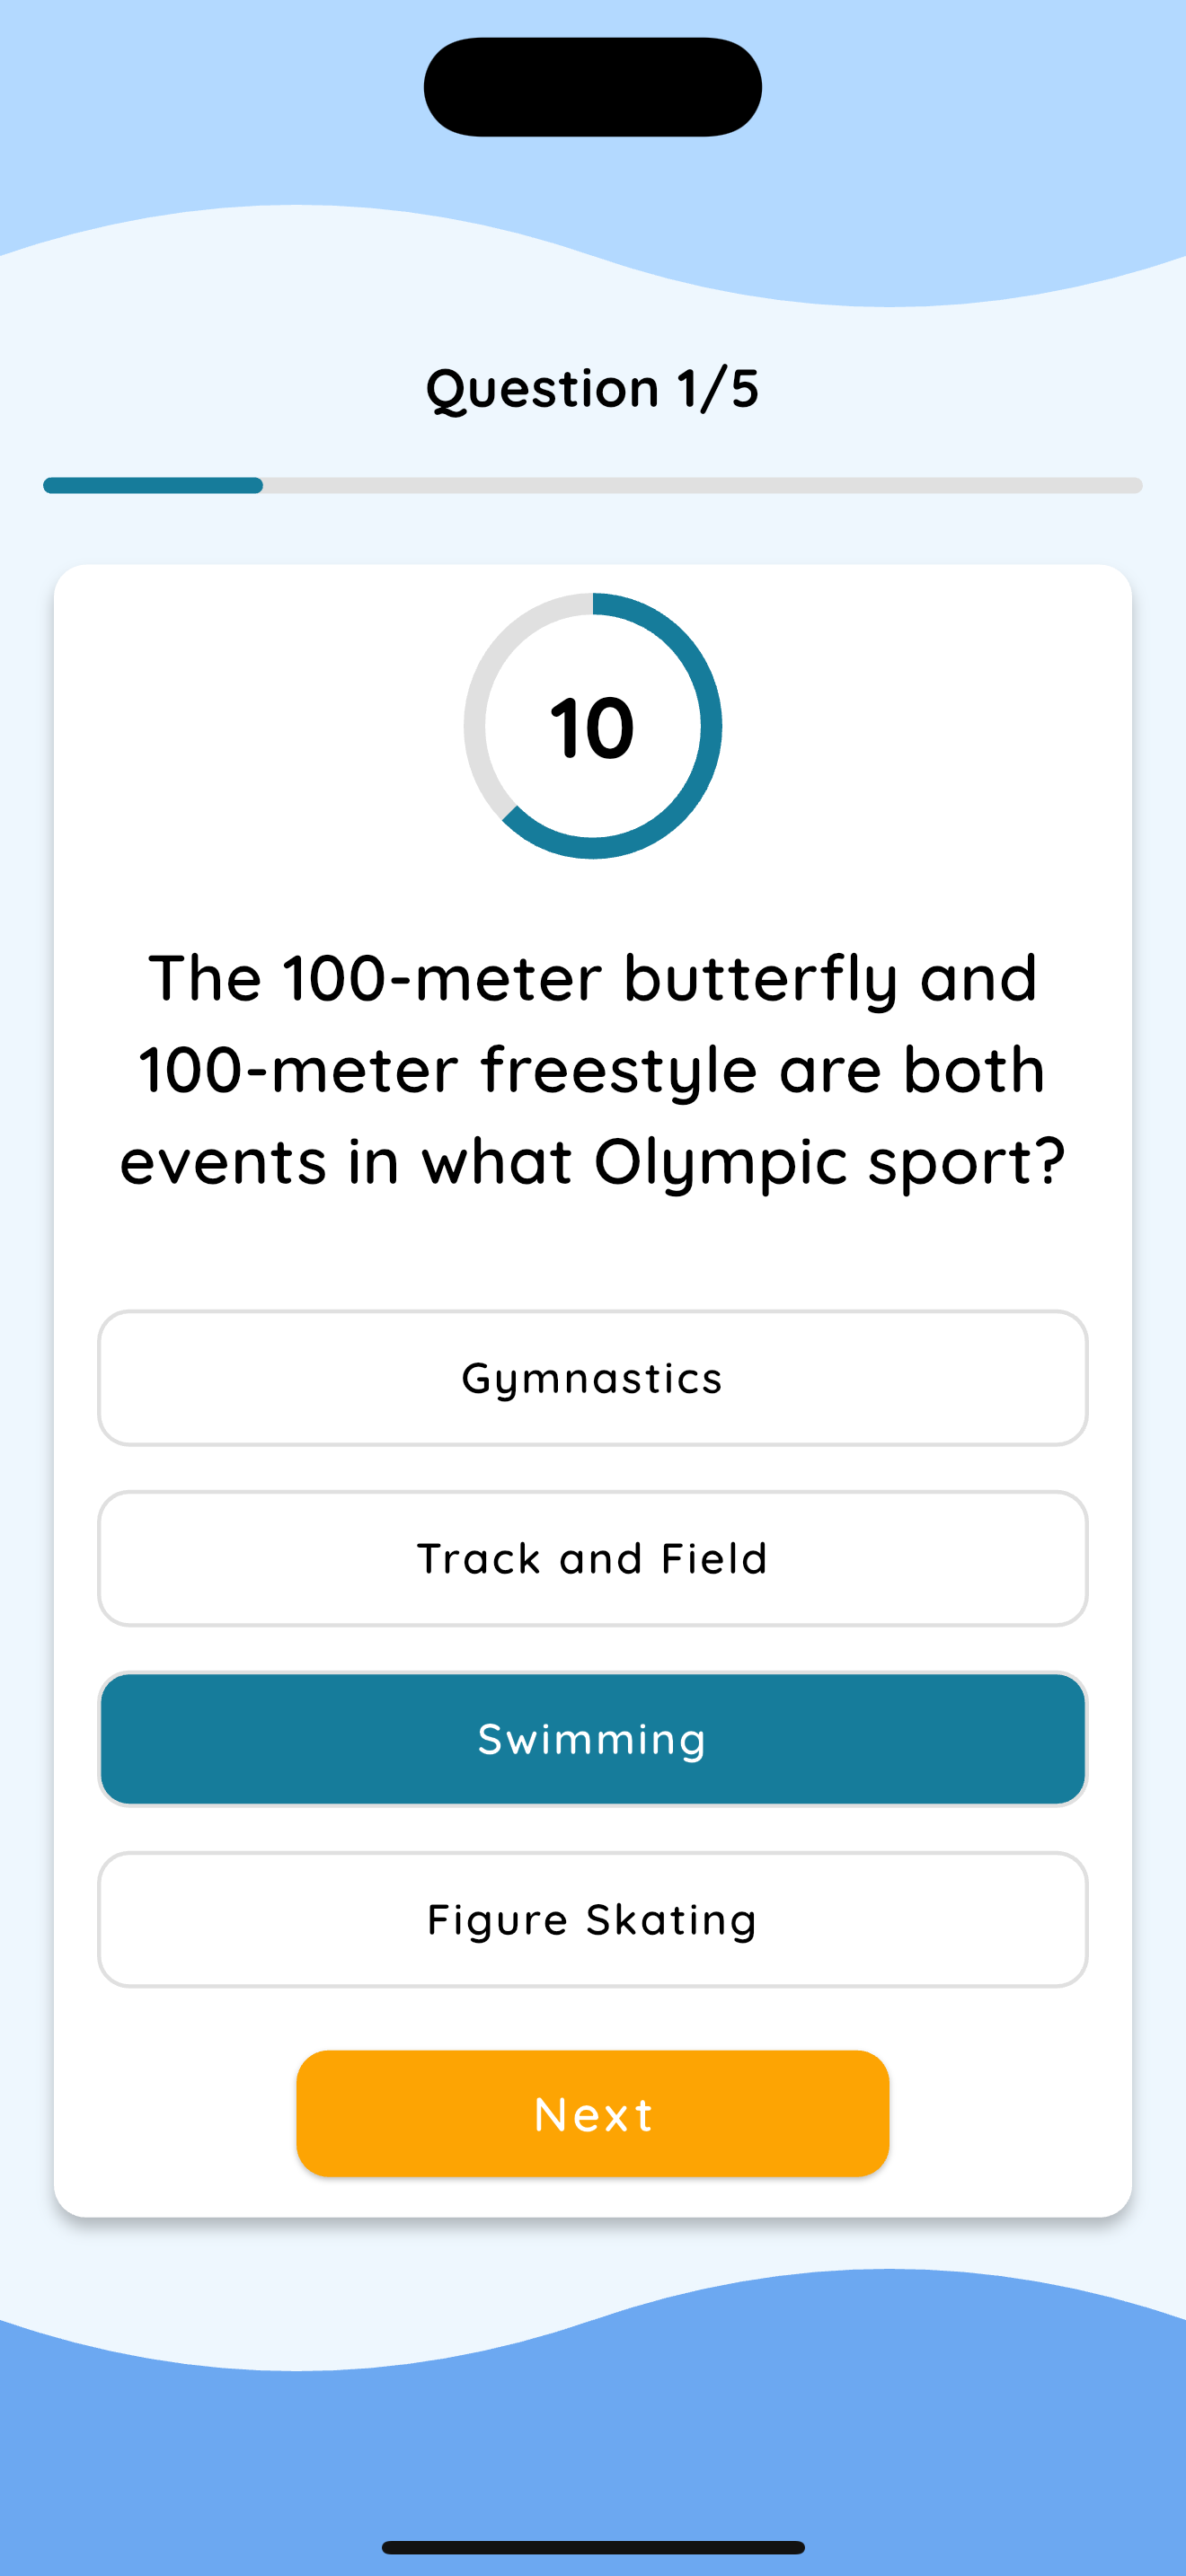 Question 1/5
10
The 100-meter butterfly and
100-meter freestyle are both
events in what Olympic sport?
Gymnastics
Track and Field
Swimming
Figure Skating
Next